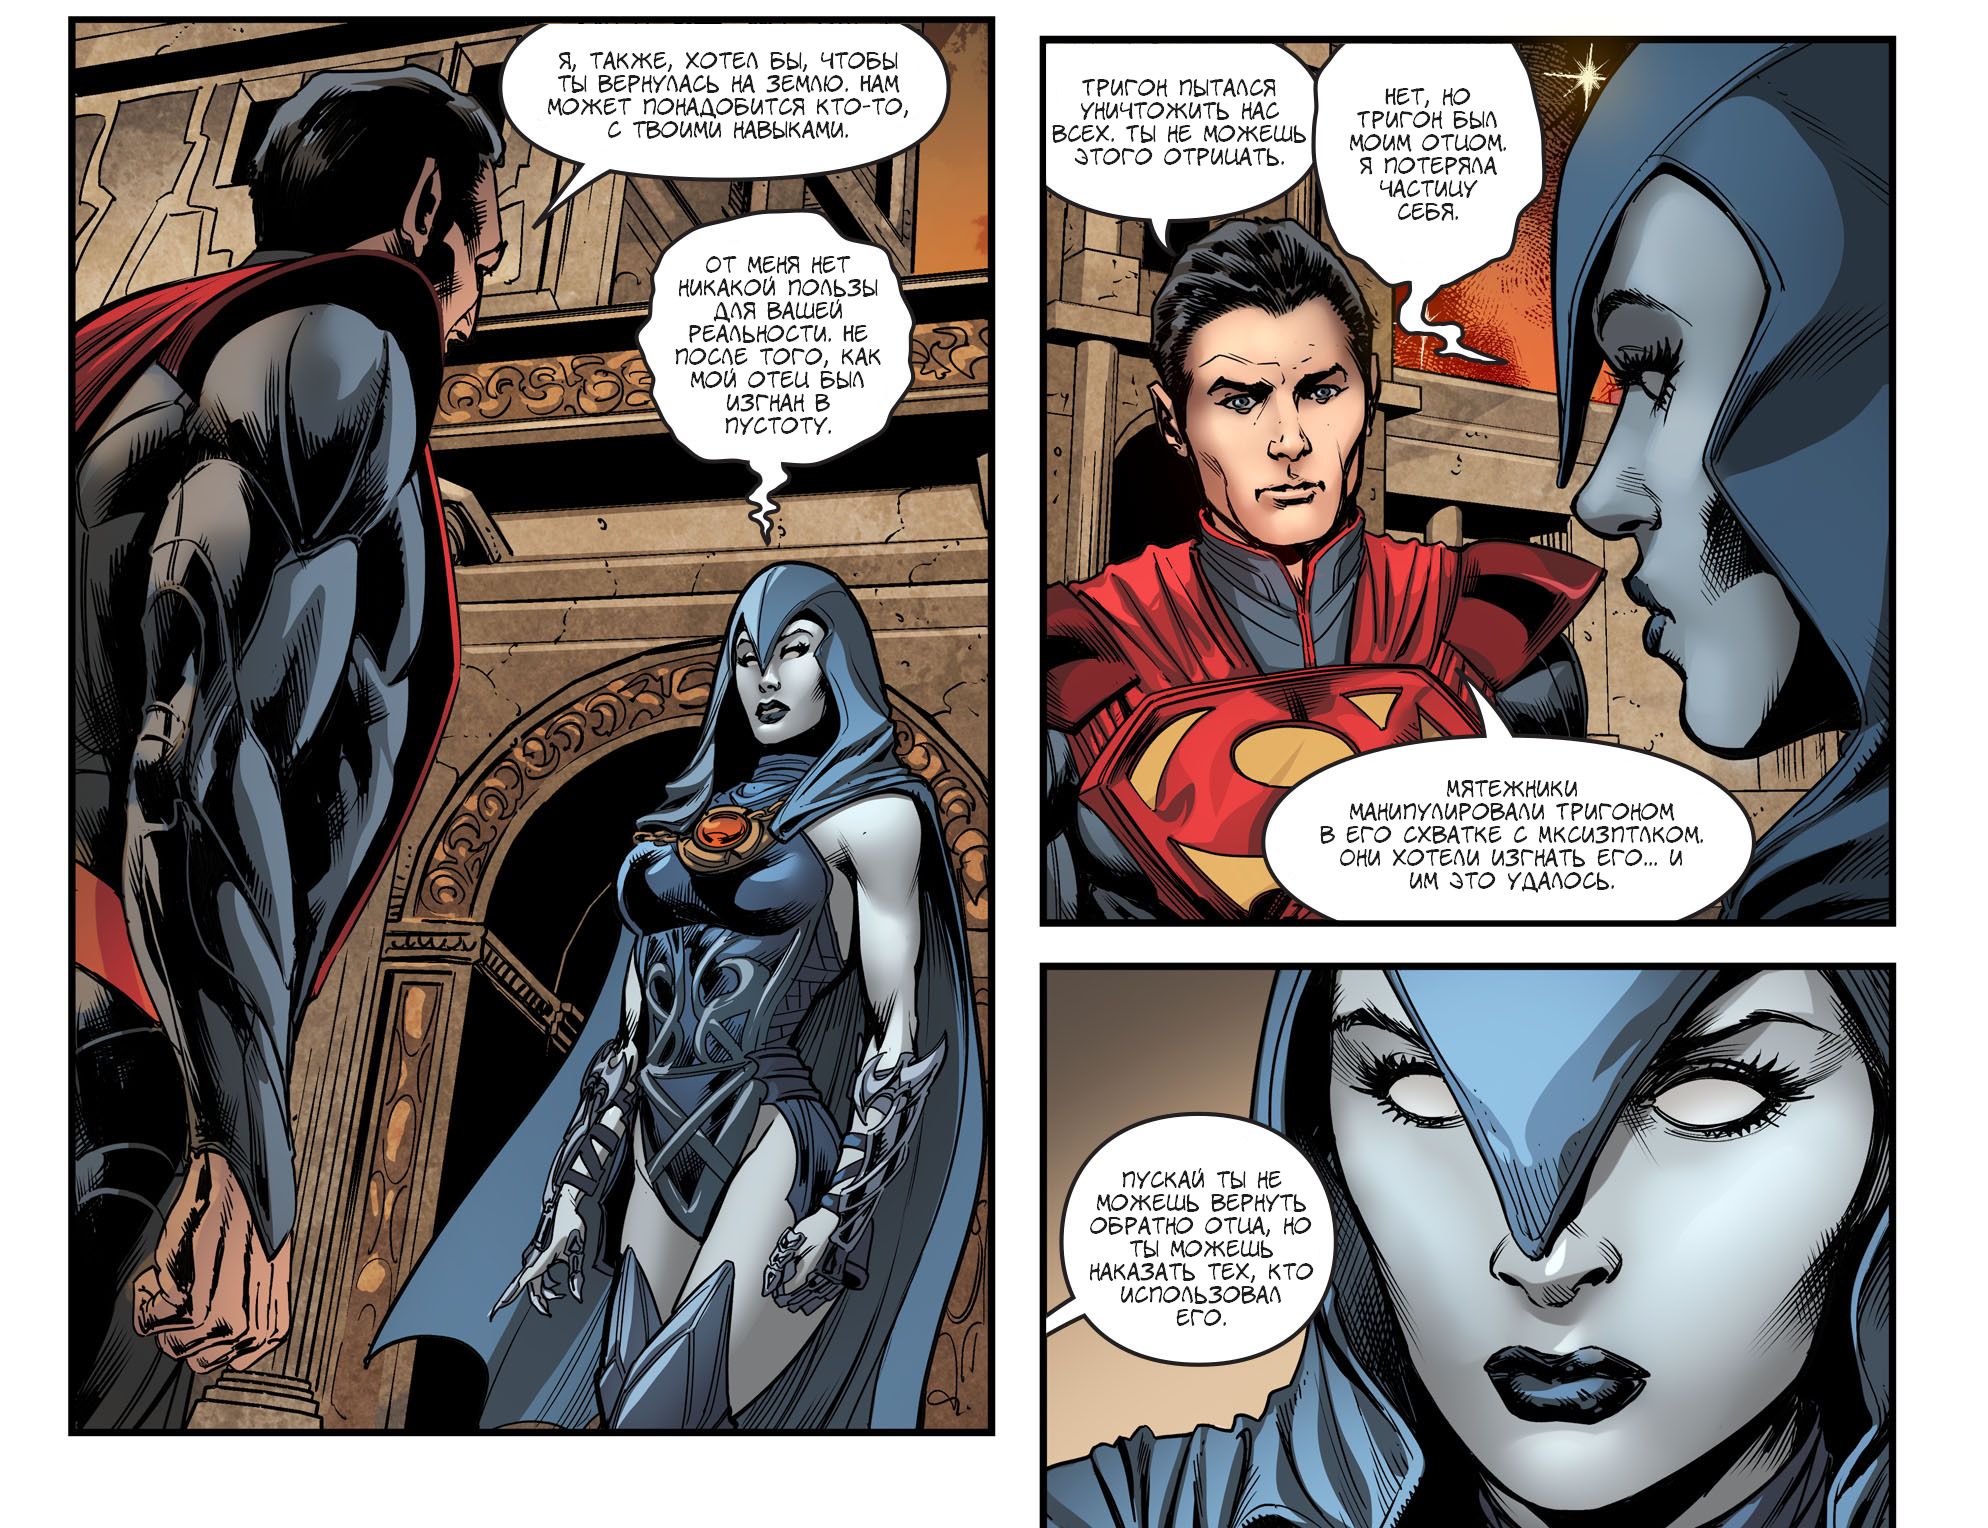 Я, ТАКЖЕ, ХОТЕЛ БЫ, ЧТОБЫ
ТЫ ВЕРНУЛАСЬ НА ЗЕМЛЮ. НАМ
МОЖЕТ ПОНАДОБИТСЯ КТО-ТО,
С ТВОИМИ НАВЫКАМИ.
ОТ МЕНЯ НЕТ
НИКАКОЙ ПОЛЬЗЫ
ДЛЯ ВАШЕЙ
РЕАЛЬНОСТИ. НЕ
ПОСЛЕ ТОГО, КАК
МОЙ ОТЕЦ БЫЛ
ИЗГНАН В
ПУСТОТУ.
ТРИГОН ПЫТАЛСЯ
УНИЧТОЖИТЬ НАС
ВСЕХ. ТЫ НЕ МОЖЕШЬ
ЭТОГО ОТРИЦАТЬ.
НЕТ, НО
ТРИГОН БЫЛ
МОИМ ОТЦОМ.
Я ПОТЕРЯЛА
ЧАСТИЦУ
СЕБЯ.
МЯТЕЖНИКИ
МАНИПУЛИРОВАЛИ ТРИГОНОМ
В ЕГО СХВАТКЕ С МКСИЗПТЛКОМ.
ОНИ ХОТЕЛИ ИЗГНАТЬ ЕГО... И
ИМ ЭТО УДАЛОСЬ.
ПУСКАЙ ТЫ НЕ
МОЖЕШЬ ВЕРНУТЬ
ОБРАТНО ОТЦА, НО
ТЫ МОЖЕШЬ
НАКАЗАТЬ ТЕХ, КТО
ИСПОЛЬЗОВАЛ
ЕГО.